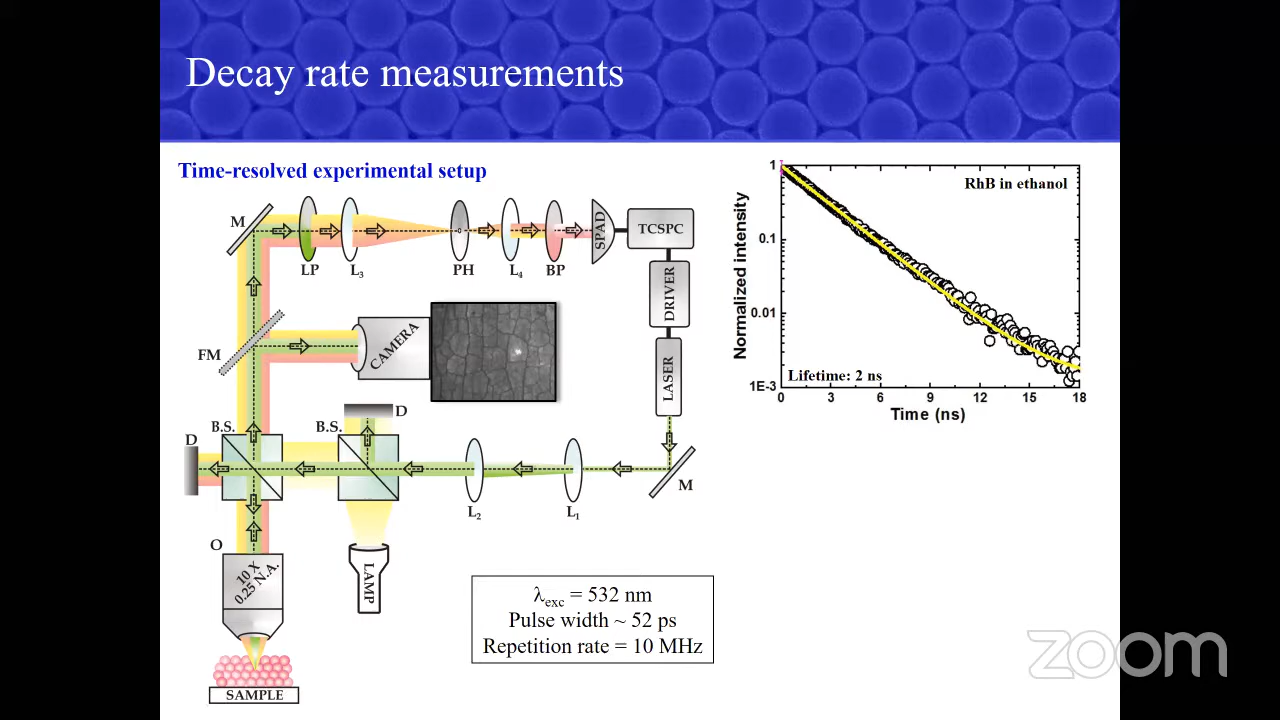 Decay rate measurements
Time-resolved experimental setup
M
LP
L3
PH
L4
BP
SPAD
TCSPC
DRIVER
LASER
FM
CAMERA
D
B.S.
B.S.
D
L2
L1
M
O
10 X
0.25 N.A.
LAMP
SAMPLE
λexc = 532 nm
Pulse width ~ 52 ps
Repetition rate = 10 MHz
RhB in ethanol
Normalized intensity
1
0.1
0.01
1E-3
Lifetime: 2 ns
0 3 6 9 12 15 18
Time (ns)
zoom